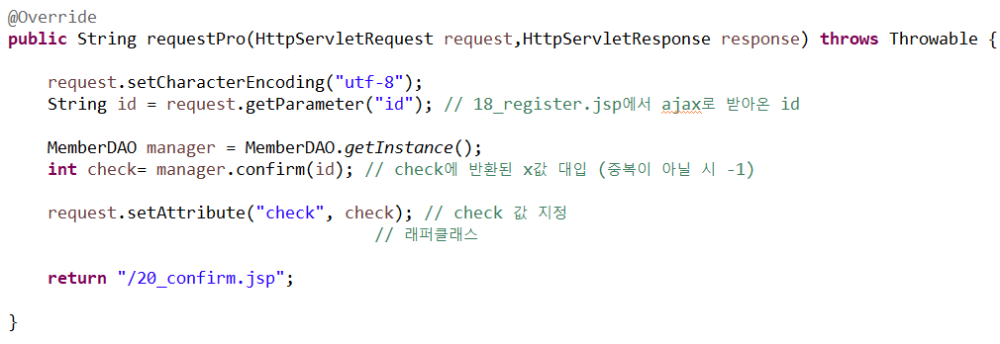 @Override
public String requestPro(HttpServletRequest request,HttpServletResponse response) throws Throwable {
request.setCharacterEncoding("utf-8");
String id = request.getParameter("id"); // 18_register.jsp에서 ajax로 받아온 id
MemberDAO manager = MemberDAO.getInstance();
int check= manager.confirm(id); // check에 반환된 x값 대입 (중복이 아닐 시 -1)
request.setAttribute("check", check); // check 값 지정
// 래퍼클래스
return "/20_confirm.jsp";
}